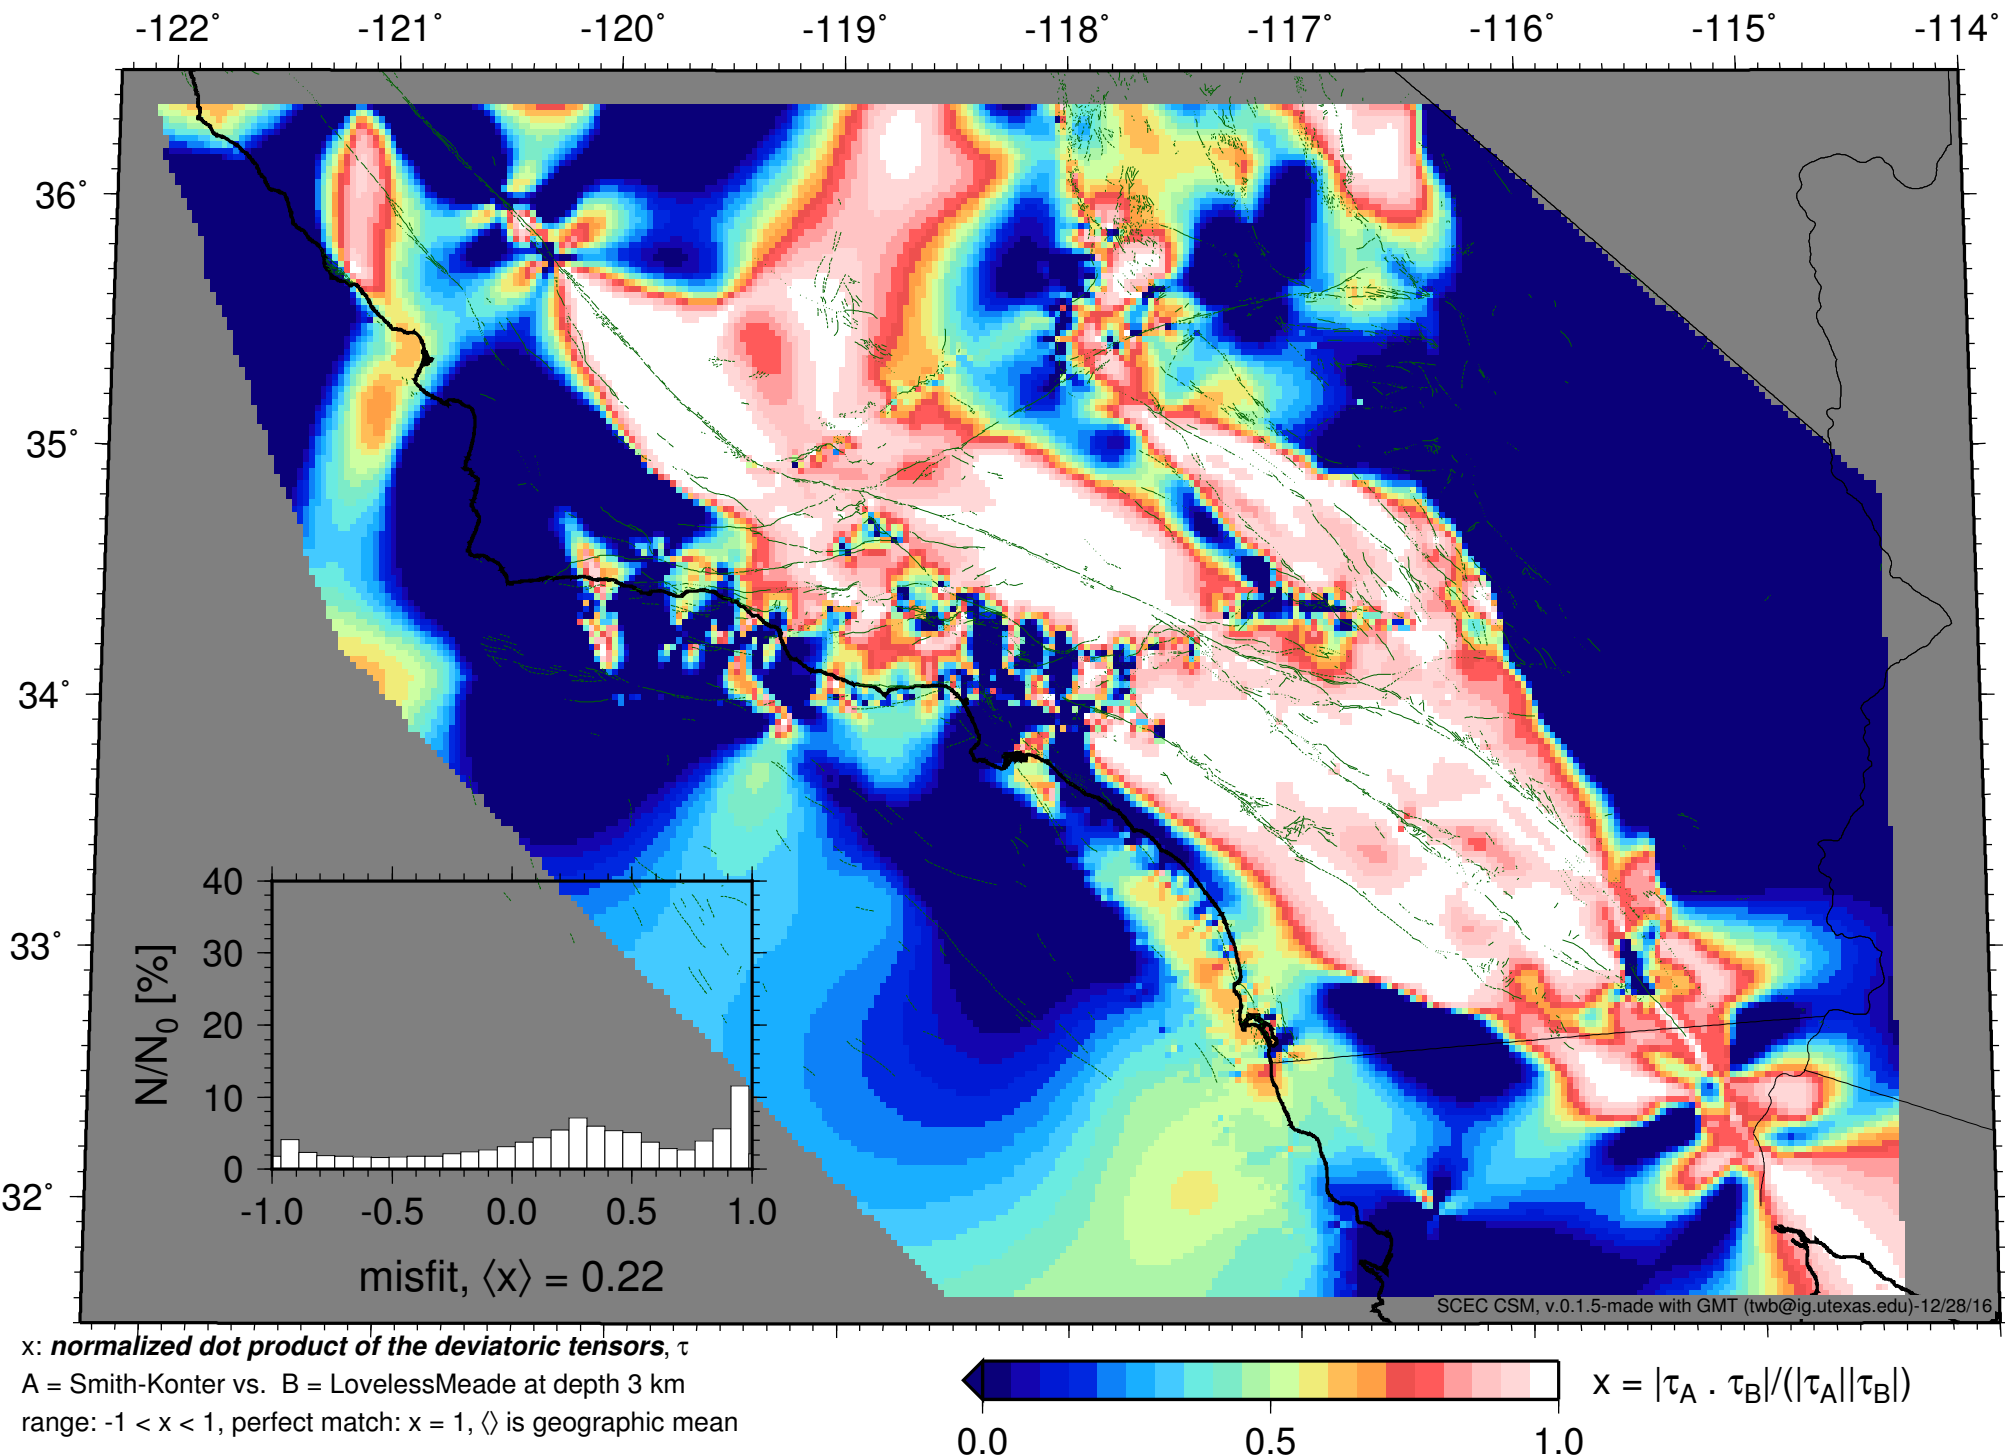 -122° -121° -120° -119° -118° -117° -116° -115° -114°
36°
35°
34°
33°
32°
40
30
20
10
0
N/N0 [%]
-1.0 -0.5 0.0 0.5 1.0
misfit, ⟨x⟩ = 0.22
SCEC CSM, v.0.1.5-made with GMT (twb@ig.utexas.edu)-12/28/16
x: normalized dot product of the deviatoric tensors, τ
A = Smith-Konter vs. B = LovelessMeade at depth 3 km
range: -1 < x < 1, perfect match: x = 1, ⟨⟩ is geographic mean
x = |τA . τB|/(|τA||τB|)
0.0 0.5 1.0